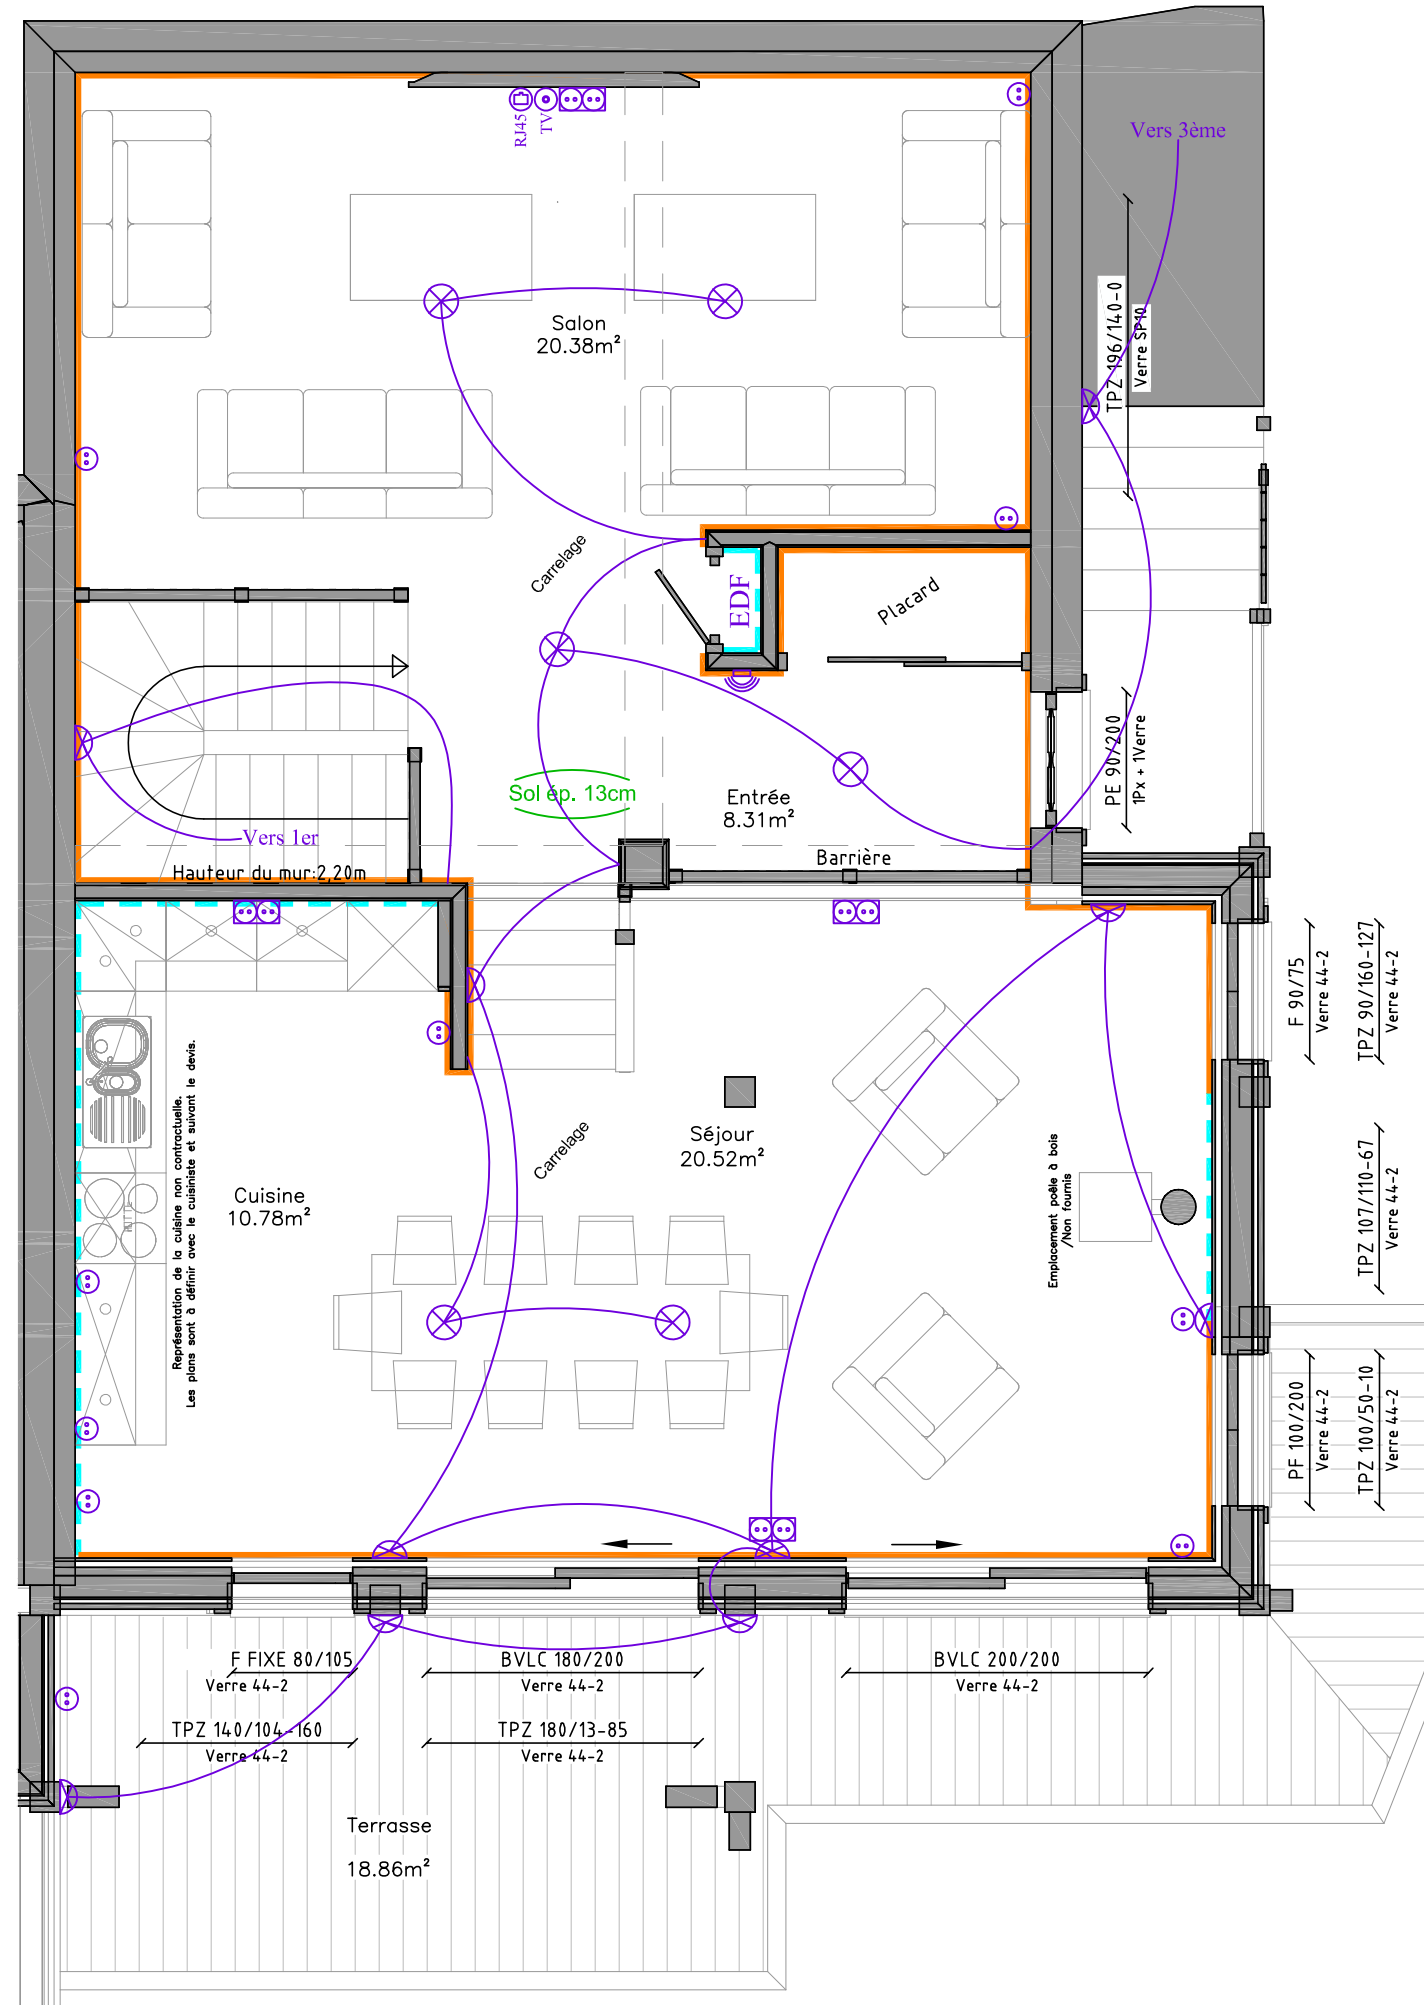 RJ45
TV
Vers 3ème
TPZ 196/140-0
Verre SP10
Salon
20.38m²
Carrelage
EDF
Placard
PE 90/200
1Px + 1Verre
Sol ép. 13cm
Entrée
8.31m²
Vers 1er
Hauteur du mur:2,20m
Barrière
F 90/75
Verre 44-2
TPZ 90/160-127
Verre 44-2
Représentation de la cuisine non contractuelle.
Les plans sont à définir avec le cuisiniste et suivant le devis.
Carrelage
Séjour
20.52m²
Emplacement poêle à bois
/Non fournis
TPZ 107/110-67
Verre 44-2
Cuisine
10.78m²
PF 100/200
Verre 44-2
TPZ 100/50-10
Verre 44-2
F FIXE 80/105
Verre 44-2
BVLC 180/200
Verre 44-2
BVLC 200/200
Verre 44-2
TPZ 140/104-160
Verre 44-2
TPZ 180/13-85
Verre 44-2
Terrasse
18.86m²